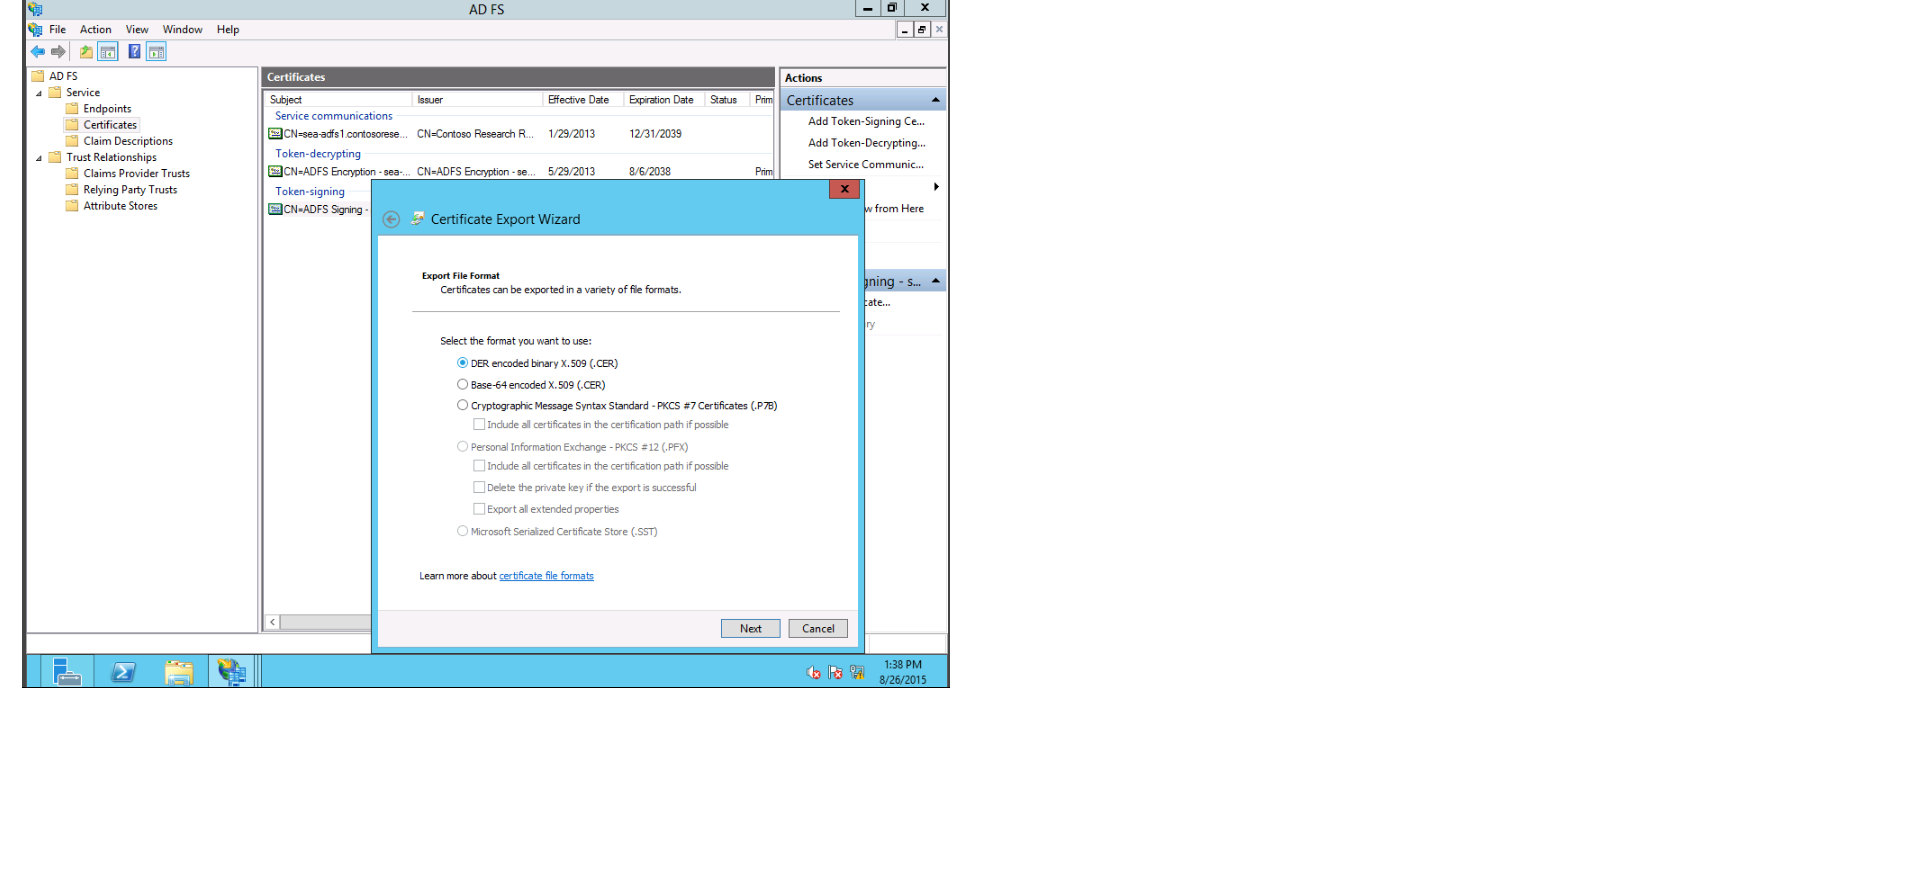 AD FS
File Action View Window Help
AD FS
Service
Endpoints
Certificates
Claim Descriptions
Trust Relationships
Claims Provider Trusts
Relying Party Trusts
Attribute Stores
Certificates
Subject Issuer Effective Date Expiration Date Status Prim
Service communications
CN=sea-adfs1.contosorese... CN=Contoso Research R... 1/29/2013 12/31/2039
Token-decrypting
CN=ADFS Encryption - sea-... CN=ADFS Encryption - se... 5/29/2013 8/6/2038 Prim
Token-signing
CN=ADFS Signing -
Actions
Certificates
Add Token-Signing Ce...
Add Token-Decrypting...
Set Service Communic...
w from Here
gning - s...
cate...
ry
Certificate Export Wizard
Export File Format
Certificates can be exported in a variety of file formats.
Select the format you want to use:
DER encoded binary X.509 (.CER)
Base-64 encoded X.509 (.CER)
Cryptographic Message Syntax Standard - PKCS #7 Certificates (.P7B)
Include all certificates in the certification path if possible
Personal Information Exchange - PKCS #12 (.PFX)
Include all certificates in the certification path if possible
Delete the private key if the export is successful
Export all extended properties
Microsoft Serialized Certificate Store (.SST)
Learn more about certificate file formats
Next Cancel
1:38 PM
8/26/2015